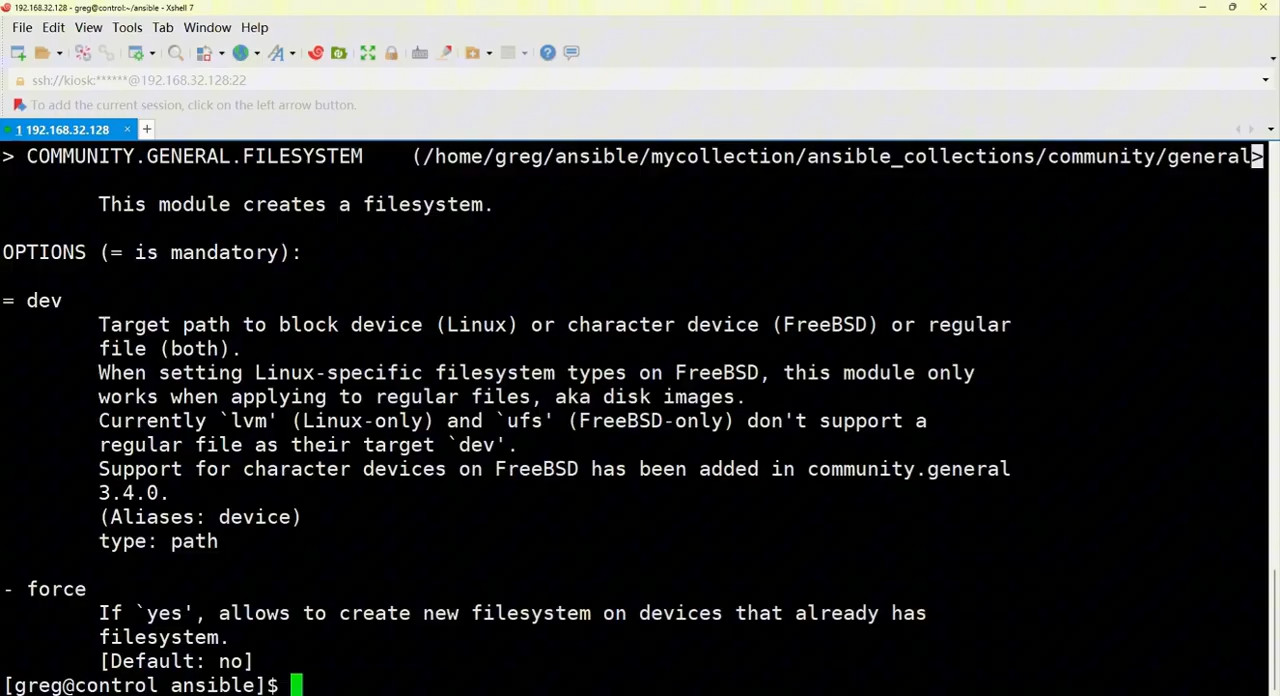 192.168.32.128 - greg@control:~/ansible - Xshell 7
File Edit View Tools Tab Window Help
ssh://kiosk:******@192.168.32.128:22
To add the current session, click on the left arrow button.
1 192.168.32.128 × +
> COMMUNITY.GENERAL.FILESYSTEM    (/home/greg/ansible/mycollection/ansible_collections/community/general>
This module creates a filesystem.
OPTIONS (= is mandatory):
= dev
Target path to block device (Linux) or character device (FreeBSD) or regular
file (both).
When setting Linux-specific filesystem types on FreeBSD, this module only
works when applying to regular files, aka disk images.
Currently `lvm' (Linux-only) and `ufs' (FreeBSD-only) don't support a
regular file as their target `dev'.
Support for character devices on FreeBSD has been added in community.general
3.4.0.
(Aliases: device)
type: path
- force
If `yes', allows to create new filesystem on devices that already has
filesystem.
[Default: no]
[greg@control ansible]$